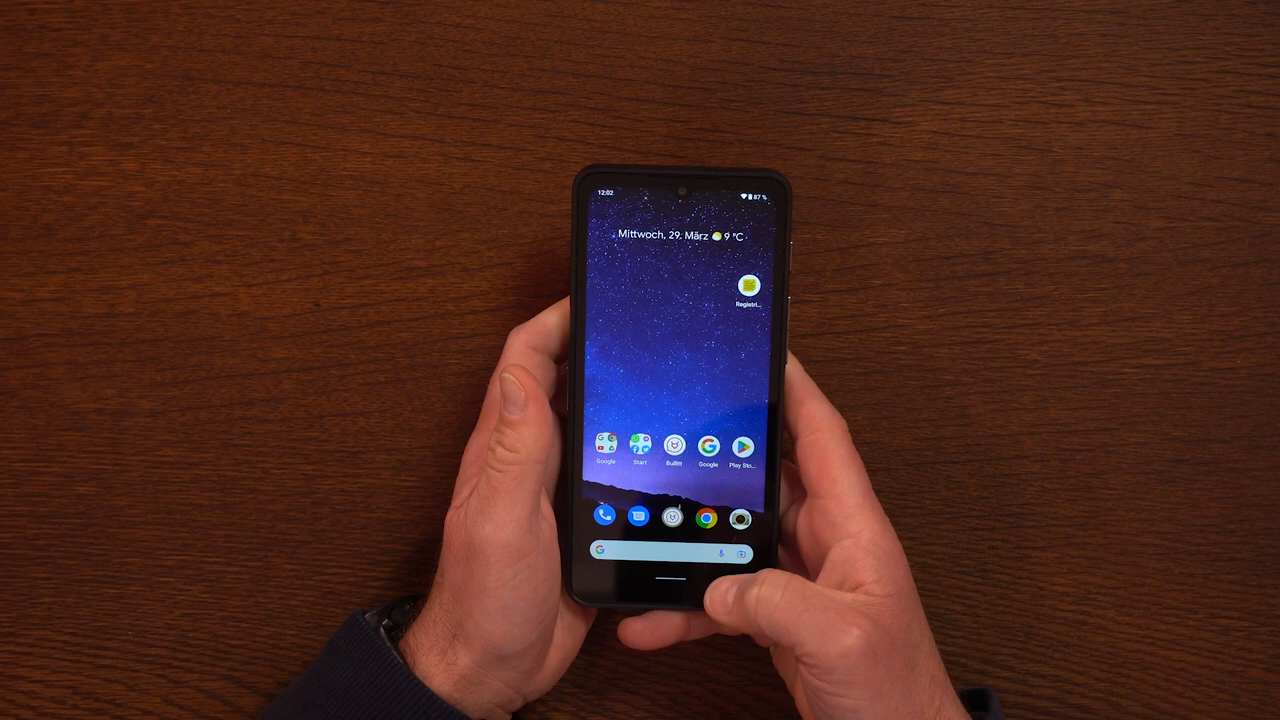 12:02
87 %
Mittwoch, 29. März 9 °C
Registri...
Google
Start
Bullitt
Google
Play Sto...